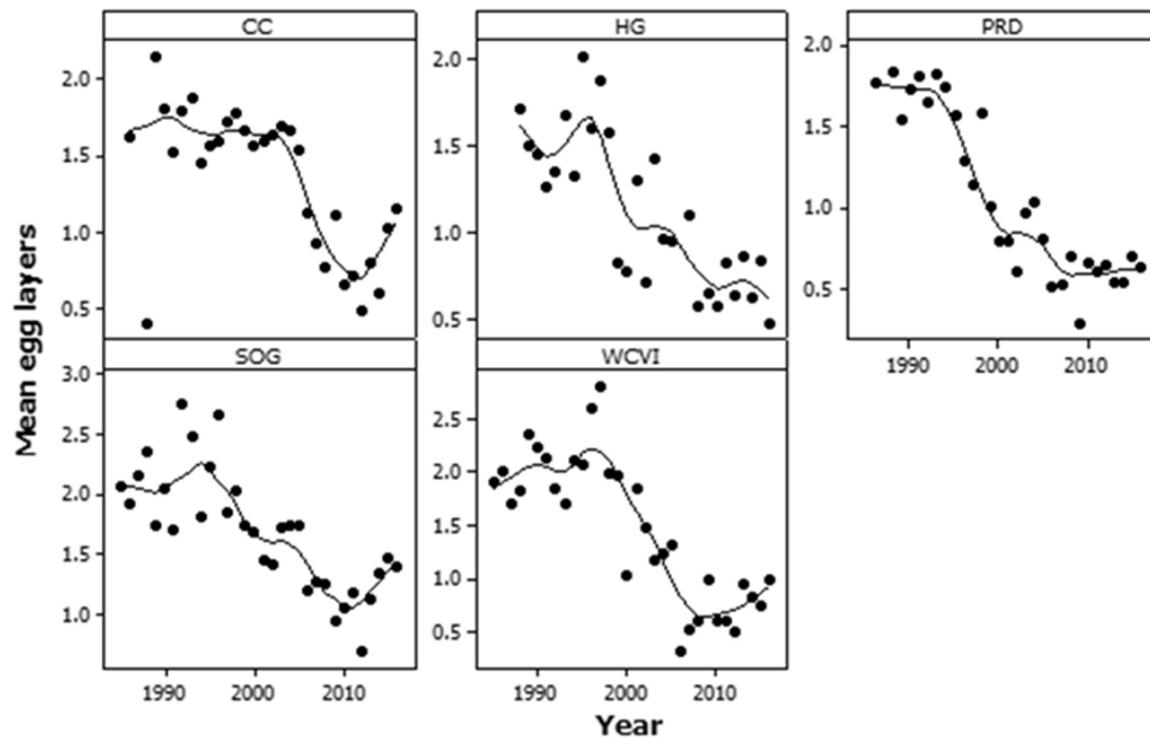 CC HG PRD
2.0 2.0 2.0
1.5 1.5 1.5
1.0 1.0 1.0
0.5 0.5 0.5
1990 2000 2010
Mean egg layers
SOG WCVI
3.0
2.5 2.5
2.0 2.0
1.5 1.5
1.0 1.0
0.5
1990 2000 2010 1990 2000 2010
Year